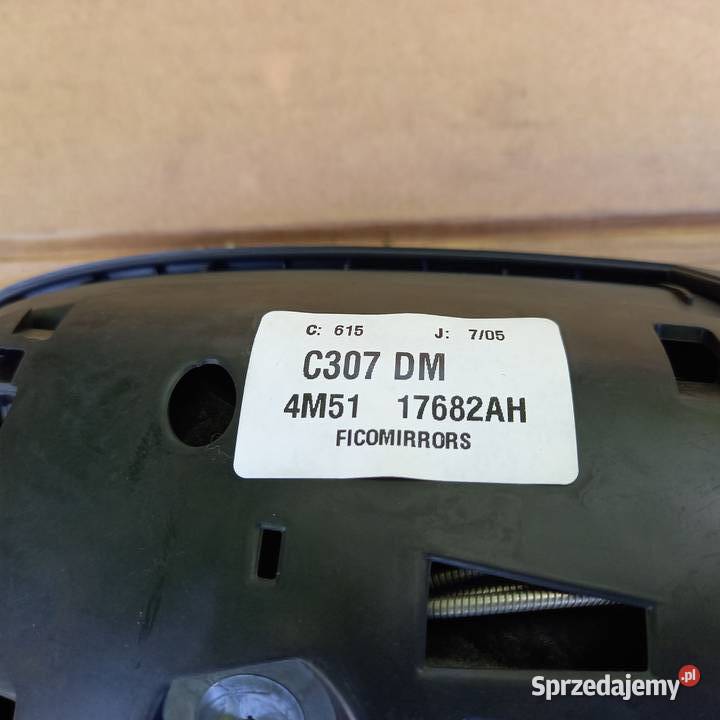 C: 615 J: 7/05
C307 DM
4M51 17682AH
FICOMIRRORS
Sprzedajemy.pl